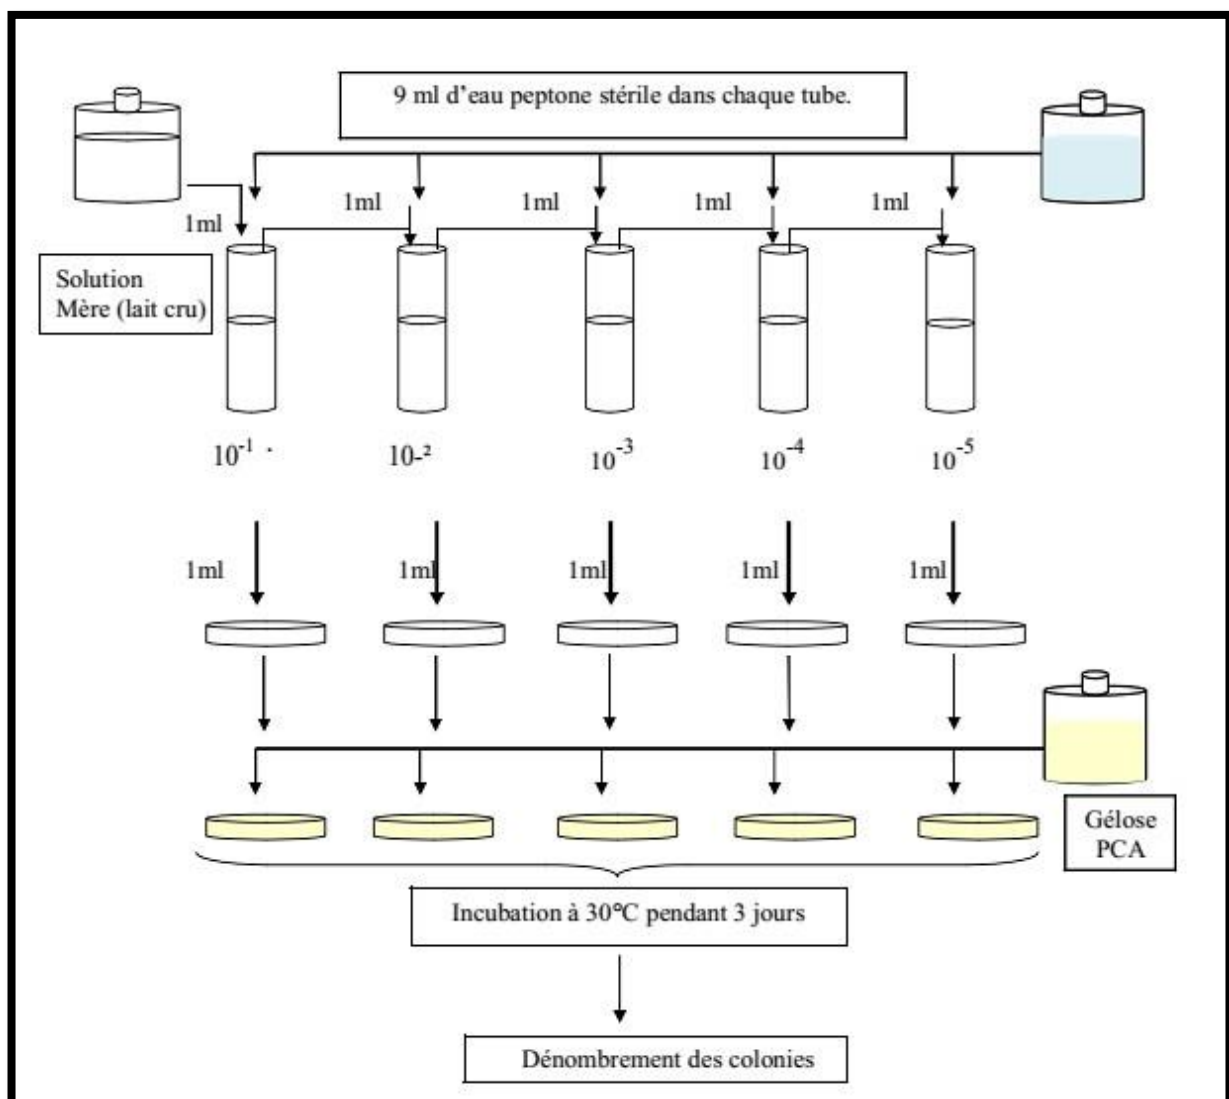 9 ml d’eau peptone stérile dans chaque tube.
1ml 1ml 1ml 1ml 1ml
Solution
Mère (lait cru)
10⁻¹ . 10-² 10⁻³ 10⁻⁴ 10⁻⁵
1ml 1ml 1ml 1ml 1ml
Gélose
PCA
Incubation à 30°C pendant 3 jours
Dénombrement des colonies